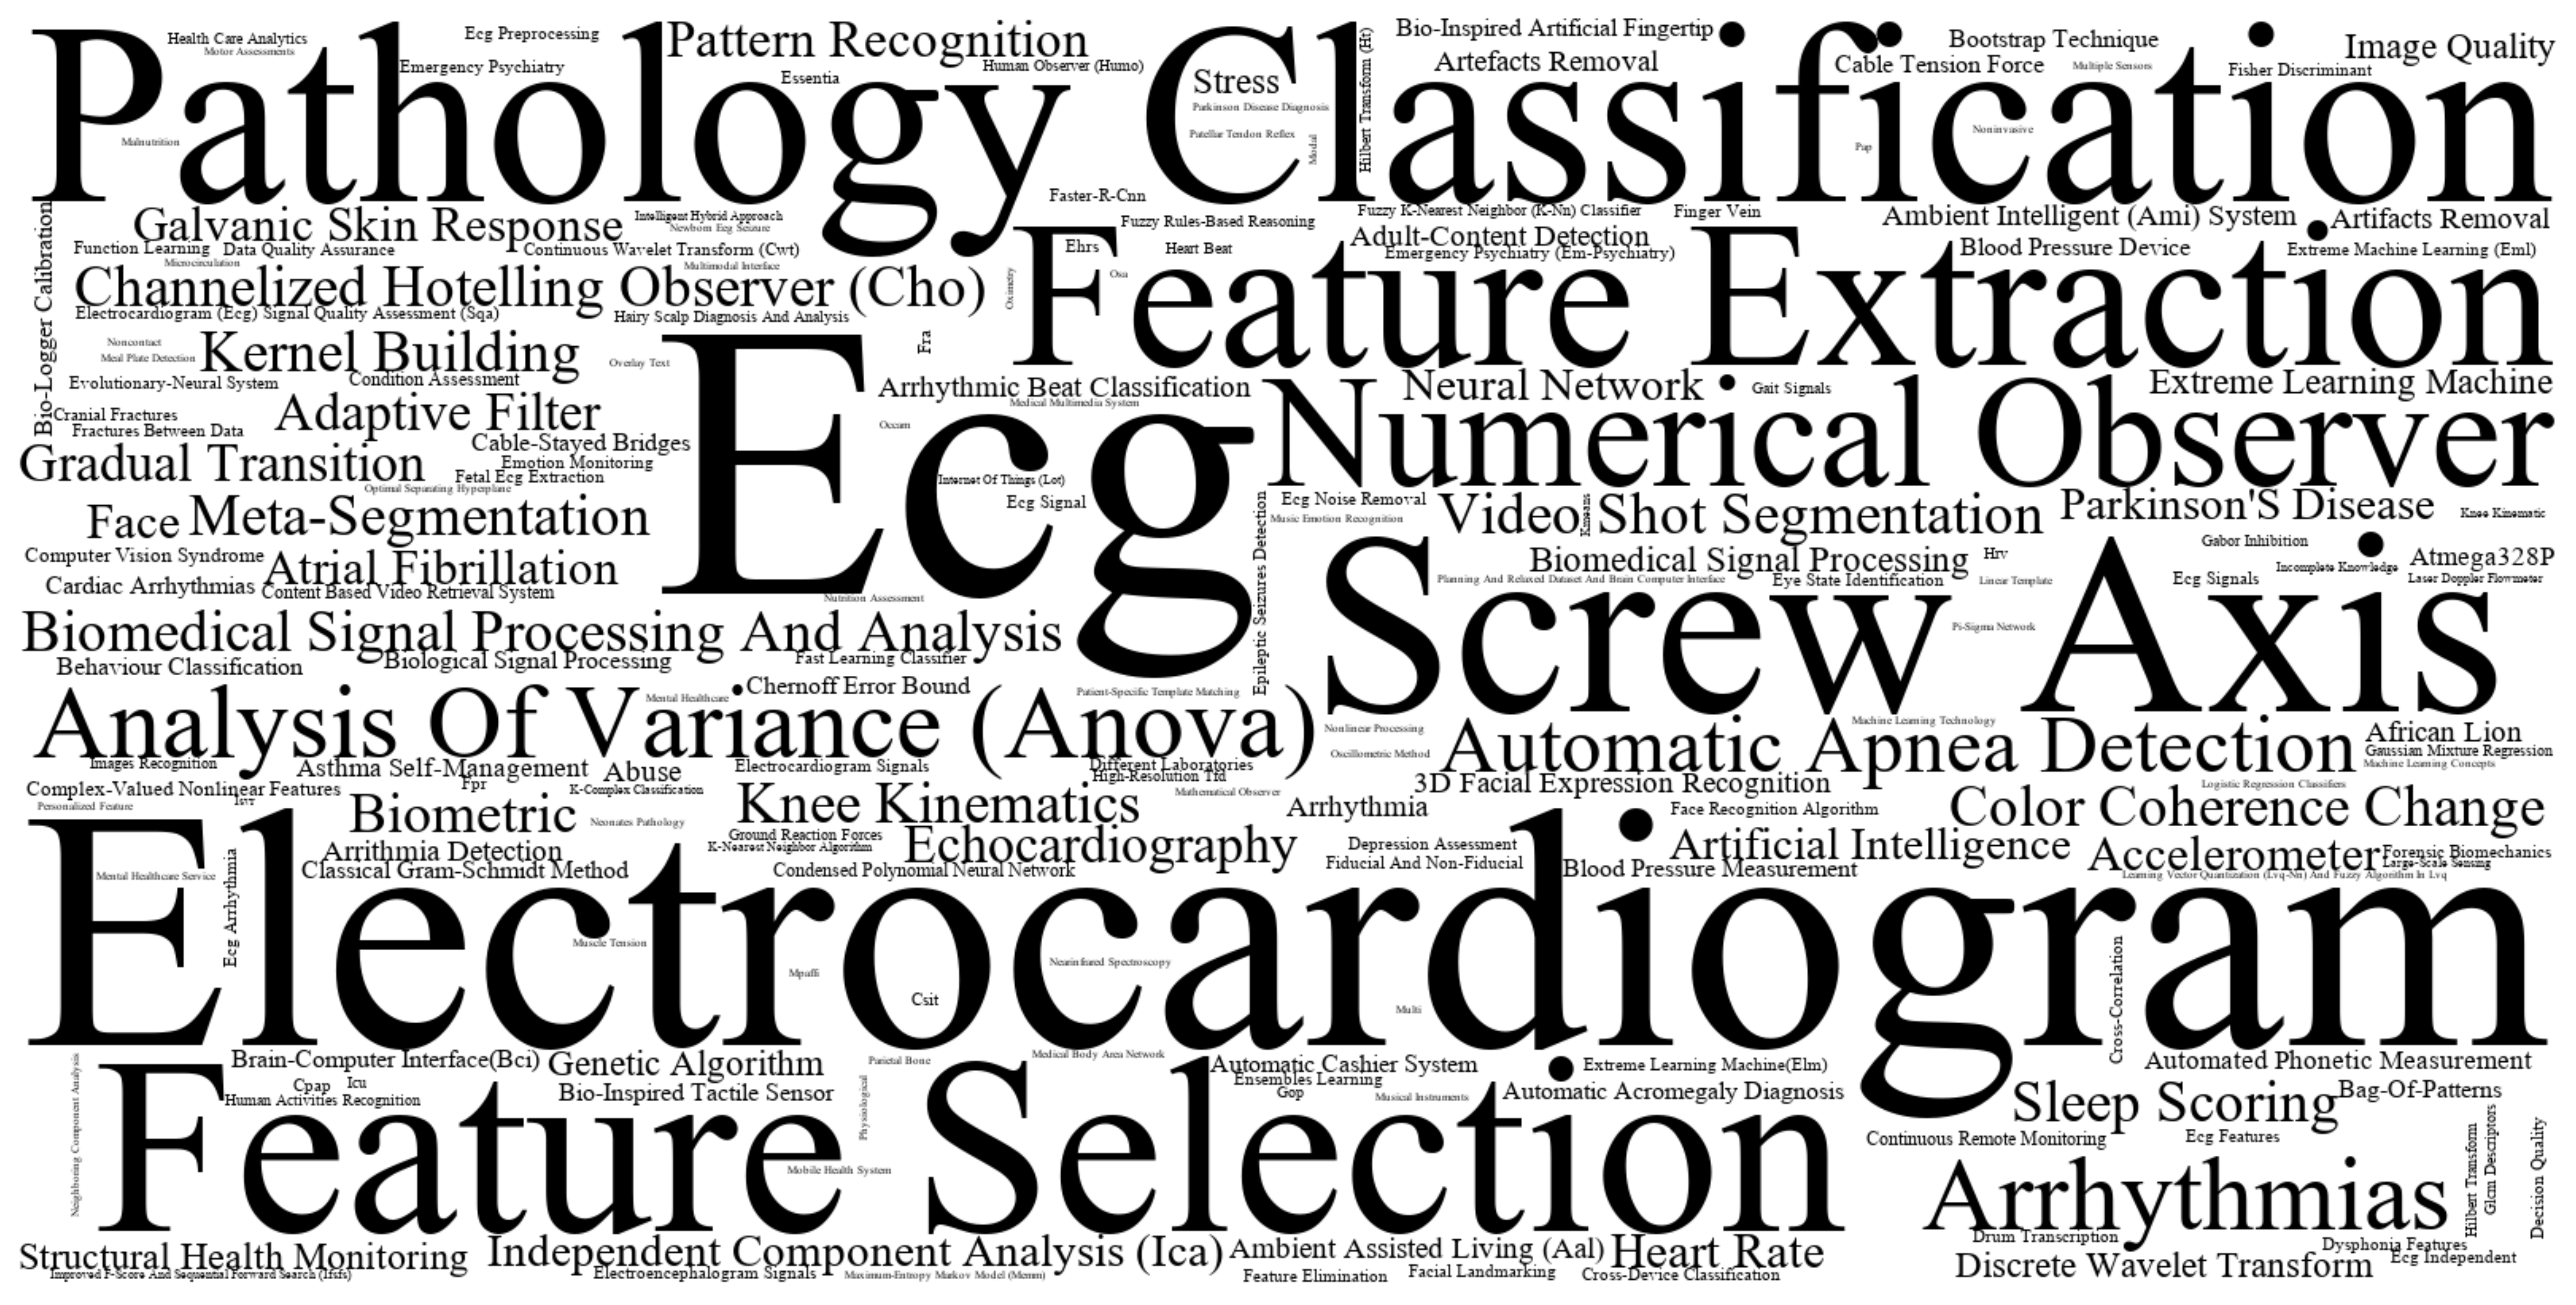 Pathology Classification
Health Care Analytics
Motor Assessments
Ecg Preprocessing
Emergency Psychiatry
Pattern Recognition
Human Observer (Humo)
Essentia
Malnutrition
Stress
Parkinson Disease Diagnosis
Patellar Tendon Reflex
Modal
Hilbert Transform (Ht)
Bio-Inspired Artificial Fingertip
Artefacts Removal
Bootstrap Technique
Cable Tension Force
Multiple Sensors
Image Quality
Fisher Discriminant
Noninvasive
Pap
Faster-R-Cnn
Galvanic Skin Response
Intelligent Hybrid Approach
Newborn Eeg Seizure
Function Learning
Data Quality Assurance
Continuous Wavelet Transform (Cwt)
Microcirculation
Multimodal Interface
Fuzzy Rules-Based Reasoning
Fuzzy K-Nearest Neighbor (K-Nn) Classifier
Finger Vein
Ambient Intelligent (Ami) System
Artifacts Removal
Ehrs
Heart Beat
Adult-Content Detection
Emergency Psychiatry (Em-Psychiatry)
Blood Pressure Device
Extreme Machine Learning (Eml)
Bio-Logger Calibration
Channelized Hotelling Observer (Cho)
Oximetry
Osa
Feature Extraction
Electrocardiogram (Ecg) Signal Quality Assessment (Sqa)
Hairy Scalp Diagnosis And Analysis
Fra
Noncontact
Meal Plate Detection
Kernel Building
Overlay Text
Evolutionary-Neural System
Condition Assessment
Ecg
Arrhythmic Beat Classification
Medical Multimedia System
Occam
Neural Network
Gait Signals
Extreme Learning Machine
Cranial Fractures
Fractures Between Data
Adaptive Filter
Cable-Stayed Bridges
Numerical Observer
Gradual Transition
Emotion Monitoring
Fetal Ecg Extraction
Optimal Separating Hyperplane
Internet Of Things (Lot)
Ecg Signal
Face
Meta-Segmentation
Epileptic Seizures Detection
Ecg Noise Removal
Music Emotion Recognition
Video Shot Segmentation
Kmeans
Parkinson'S Disease
Knee Kinematic
Computer Vision Syndrome
Atrial Fibrillation
Cardiac Arrhythmias
Content Based Video Retrieval System
Nutrition Assessment
Biomedical Signal Processing
Hrv
Gabor Inhibition
Incomplete Knowledge
Atmega328P
Planning And Relaxed Dataset And Brain Computer Interface
Eye State Identification
Linear Template
Ecg Signals
Laser Doppler Flowmeter
Screw Axis
Pi-Sigma Network
Biomedical Signal Processing And Analysis
Behaviour Classification
Biological Signal Processing
Fast Learning Classifier
Chernoff Error Bound
Mental Healthcare
Patient-Specific Template Matching
Analysis Of Variance (Anova)
Nonlinear Processing
Oscillometric Method
Machine Learning Technology
Automatic Apnea Detection
African Lion
Gaussian Mixture Regression
Machine Learning Concepts
Images Recognition
Asthma Self-Management
Abuse
Electrocardiogram Signals
Different Laboratories
High-Resolution Tfd
Mathematical Observer
3D Facial Expression Recognition
Logistic Regression Classifiers
Complex-Valued Nonlinear Features
Fpr
K-Complex Classification
Personalized Feature
Biometric
Neonates Pathology
Knee Kinematics
Arrhythmia
Face Recognition Algorithm
Color Coherence Change
Ground Reaction Forces
K-Nearest Neighbor Algorithm
Echocardiography
Depression Assessment
Fiducial And Non-Fiducial
Artificial Intelligence
Accelerometer
Forensic Biomechanics
Large-Scale Sensing
Arrithmia Detection
Classical Gram-Schmidt Method
Condensed Polynomial Neural Network
Blood Pressure Measurement
Learning Vector Quantization (Lvq-Nn) And Fuzzy Algorithm In Lvq
Mental Healthcare Service
Ecg Arrhythmia
Electrocardiogram
Muscle Tension
Mpaffi
Csit
Nearinfrared Spectroscopy
Multi
Cross-Correlation
Brain-Computer Interface(Bci)
Genetic Algorithm
Parietal Bone
Medical Body Area Network
Automatic Cashier System
Extreme Learning Machine(Elm)
Automated Phonetic Measurement
Cpap
Icu
Human Activities Recognition
Bio-Inspired Tactile Sensor
Ensembles Learning
Gop
Musical Instruments
Automatic Acromegaly Diagnosis
Sleep Scoring
Bag-Of-Patterns
Neighboring Component Analysis
Physiological
Feature Selection
Mobile Health System
Continuous Remote Monitoring
Ecg Features
Arrhythmias
Hilbert Transform
Glcm Descriptors
Decision Quality
Structural Health Monitoring
Improved F-Score And Sequential Forward Search (Ifsfs)
Independent Component Analysis (Ica)
Electroencephalogram Signals
Maximum-Entropy Markov Model (Memm)
Ambient Assisted Living (Aal)
Feature Elimination
Facial Landmarking
Heart Rate
Cross-Device Classification
Drum Transcription
Discrete Wavelet Transform
Dysphonia Features
Ecg Independent